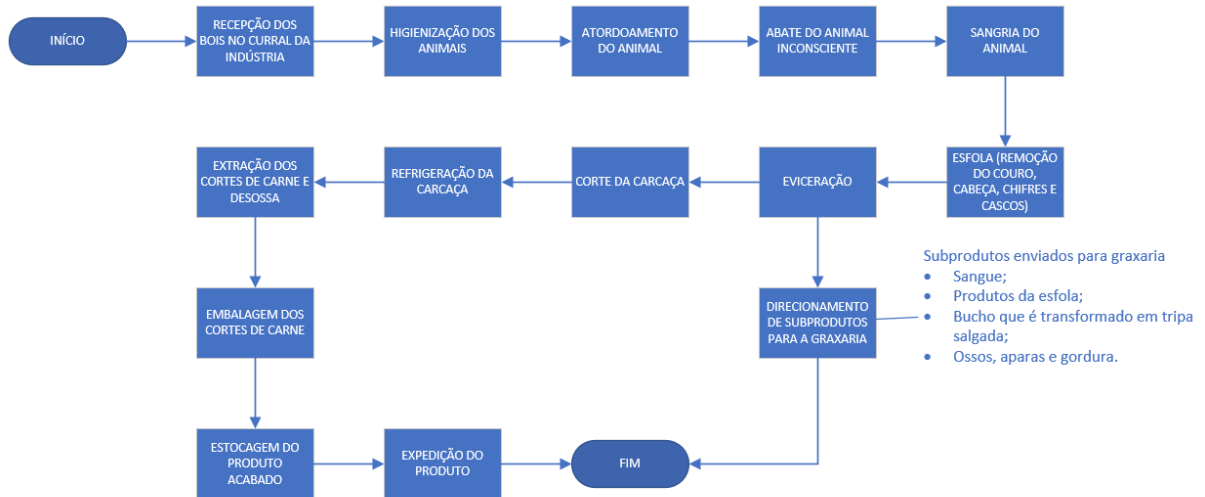 INÍCIO
RECEPÇÃO DOS
BOIS NO CURRAL DA
INDÚSTRIA
HIGIENIZAÇÃO DOS
ANIMAIS
ATORDOAMENTO
DO ANIMAL
ABATE DO ANIMAL
INCONSCIENTE
SANGRIA DO
ANIMAL
ESFOLA (REMOÇÃO
DO COURO,
CABEÇA, CHIFRES E
CASCOS)
EVICERAÇÃO
CORTE DA CARCAÇA
REFRIGERAÇÃO DA
CARCAÇA
EXTRAÇÃO DOS
CORTES DE CARNE E
DESOSSA
EMBALAGEM DOS
CORTES DE CARNE
DIRECIONAMENTO
DE SUBPRODUTOS
PARA A GRAXARIA
Subprodutos enviados para graxaria
• Sangue;
• Produtos da esfola;
• Bucho que é transformado em tripa
salgada;
• Ossos, aparas e gordura.
ESTOCAGEM DO
PRODUTO
ACABADO
EXPEDIÇÃO DO
PRODUTO
FIM